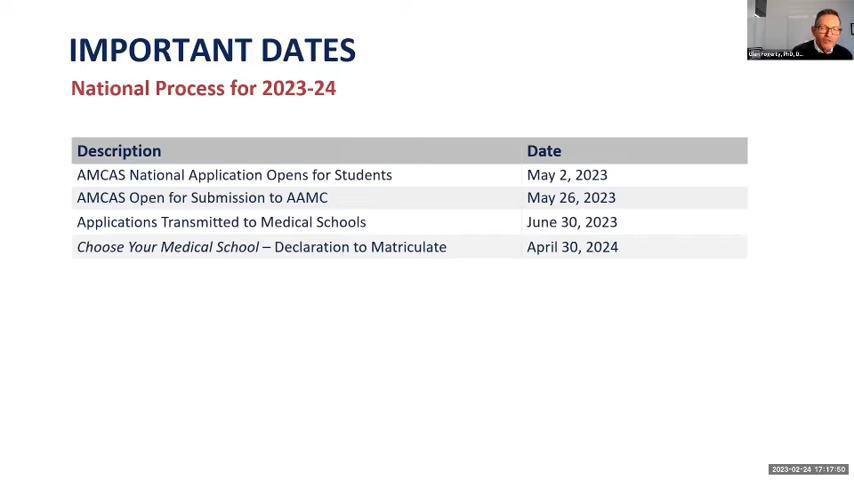 IMPORTANT DATES
National Process for 2023-24
Description Date
AMCAS National Application Opens for Students May 2, 2023
AMCAS Open for Submission to AAMC May 26, 2023
Applications Transmitted to Medical Schools June 30, 2023
Choose Your Medical School – Declaration to Matriculate April 30, 2024
PhD, D...
2023-02-24 17:17:50